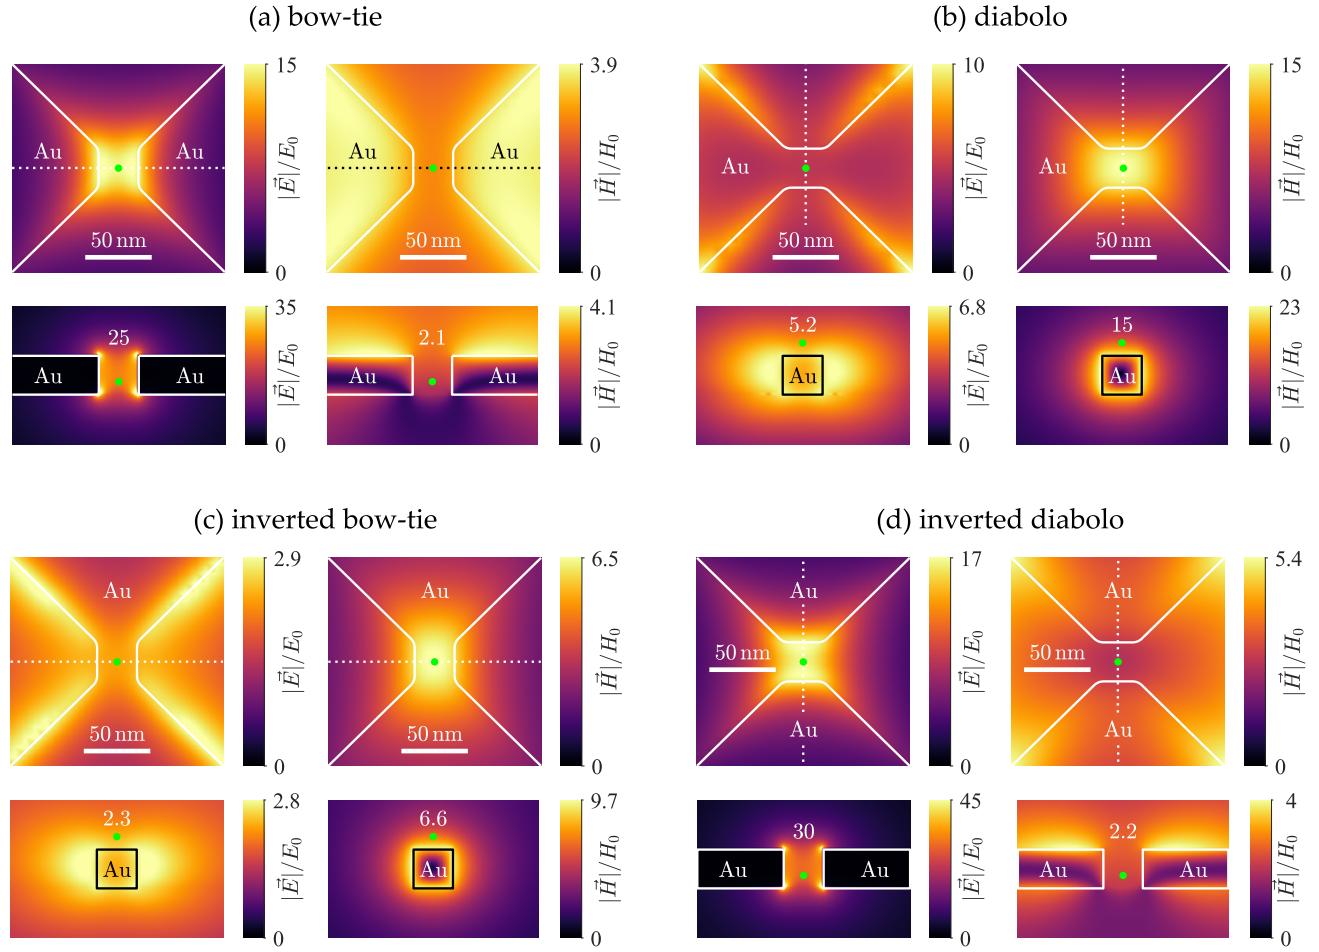 (a) bow-tie
Au
Au
50 nm
15
0
|E⃗|/E₀
Au
Au
50 nm
3.9
0
|H⃗|/H₀
25
Au
Au
35
0
|E⃗|/E₀
2.1
Au
Au
4.1
0
|H⃗|/H₀
(b) diabolo
Au
50 nm
10
0
|E⃗|/E₀
Au
50 nm
15
0
|H⃗|/H₀
5.2
Au
6.8
0
|E⃗|/E₀
15
Au
23
0
|H⃗|/H₀
(c) inverted bow-tie
Au
50 nm
2.9
0
|E⃗|/E₀
Au
50 nm
6.5
0
|H⃗|/H₀
2.3
Au
2.8
0
|E⃗|/E₀
6.6
Au
9.7
0
|H⃗|/H₀
(d) inverted diabolo
Au
50 nm
Au
17
0
|E⃗|/E₀
Au
50 nm
Au
5.4
0
|H⃗|/H₀
30
Au
Au
45
0
|E⃗|/E₀
2.2
Au
Au
4
0
|H⃗|/H₀